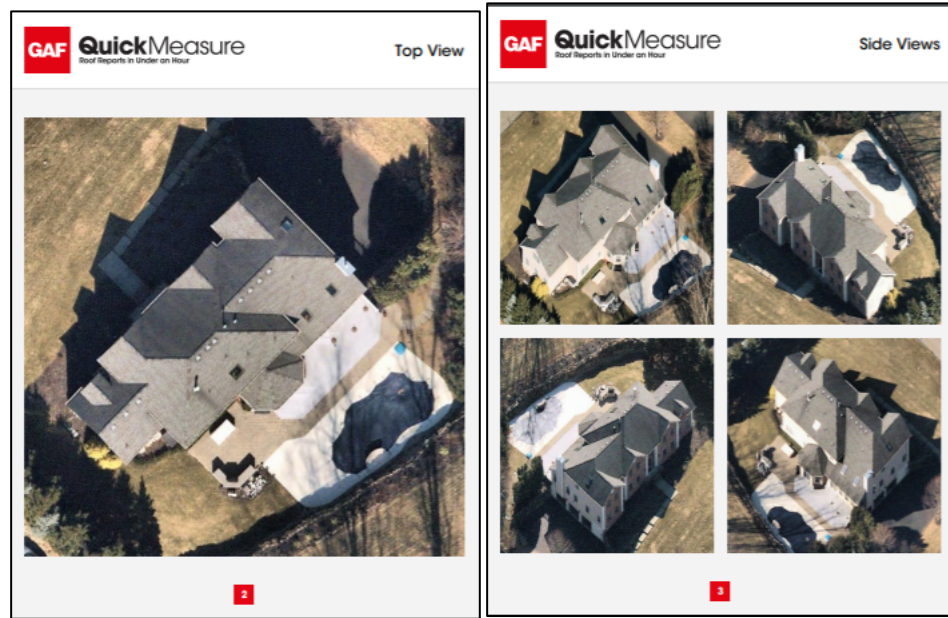 GAF QuickMeasure
Roof Reports in Under an Hour
Top View
2
GAF QuickMeasure
Roof Reports in Under an Hour
Side Views
3